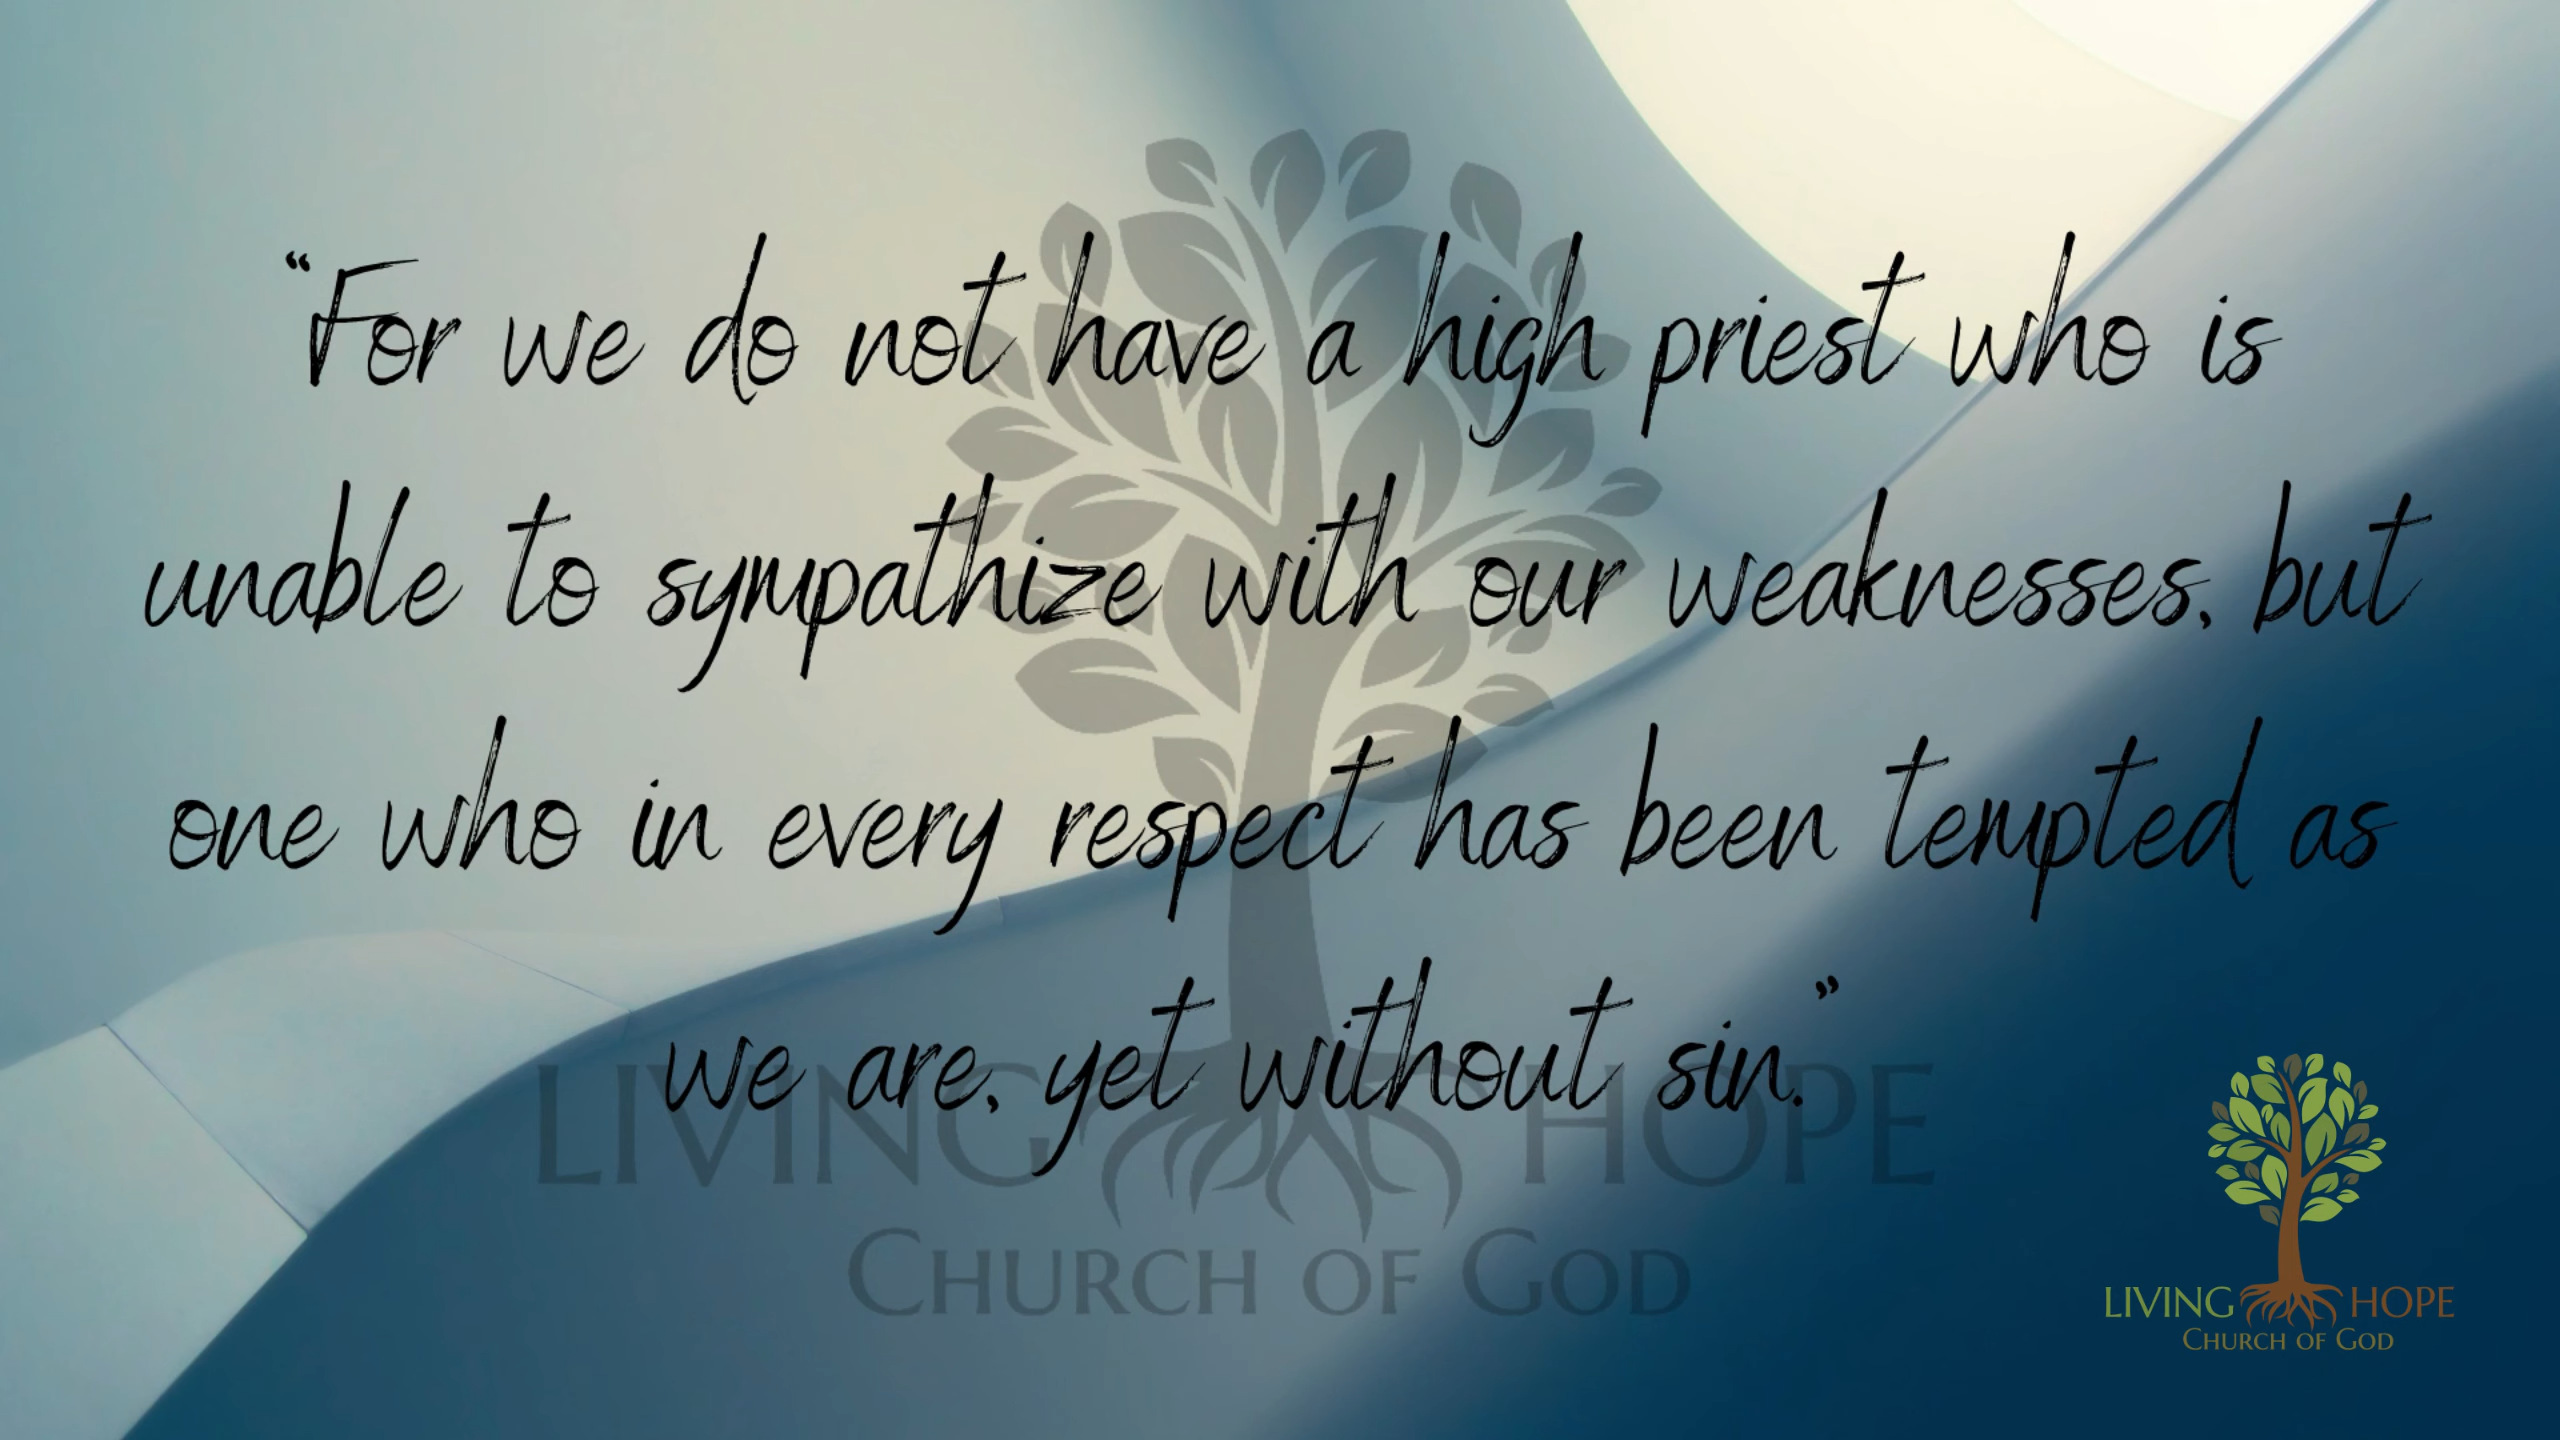 “For we do not have a high priest who is
unable to sympathize with our weaknesses, but
one who in every respect has been tempted as
we are, yet without sin.”
LIVING HOPE
CHURCH OF GOD
LIVING HOPE
CHURCH OF GOD